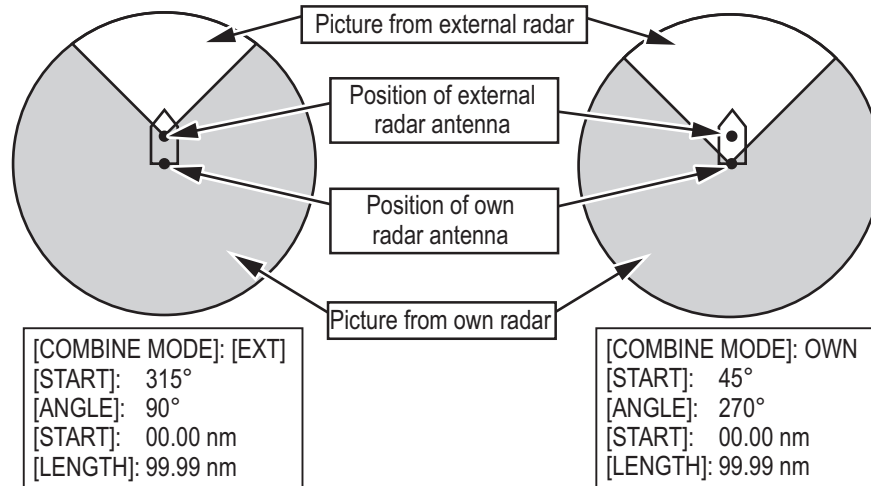 Picture from external radar
Position of external
radar antenna
Position of own
radar antenna
Picture from own radar
[COMBINE MODE]: [EXT]
[START]: 315°
[ANGLE]: 90°
[START]: 00.00 nm
[LENGTH]: 99.99 nm
[COMBINE MODE]: OWN
[START]: 45°
[ANGLE]: 270°
[START]: 00.00 nm
[LENGTH]: 99.99 nm